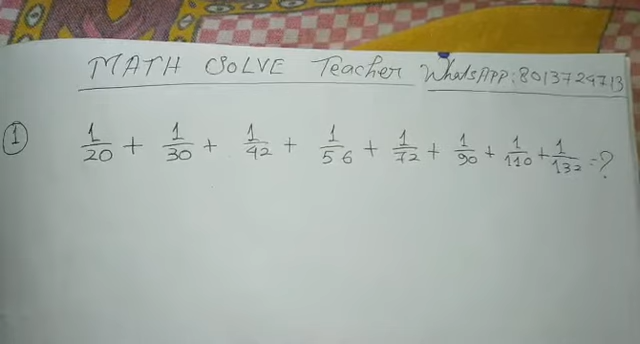 MATH SOLVE Teacher WhatsAPP: 8013724713
① 1/20 + 1/30 + 1/42 + 1/56 + 1/72 + 1/90 + 1/110 + 1/132 = ?